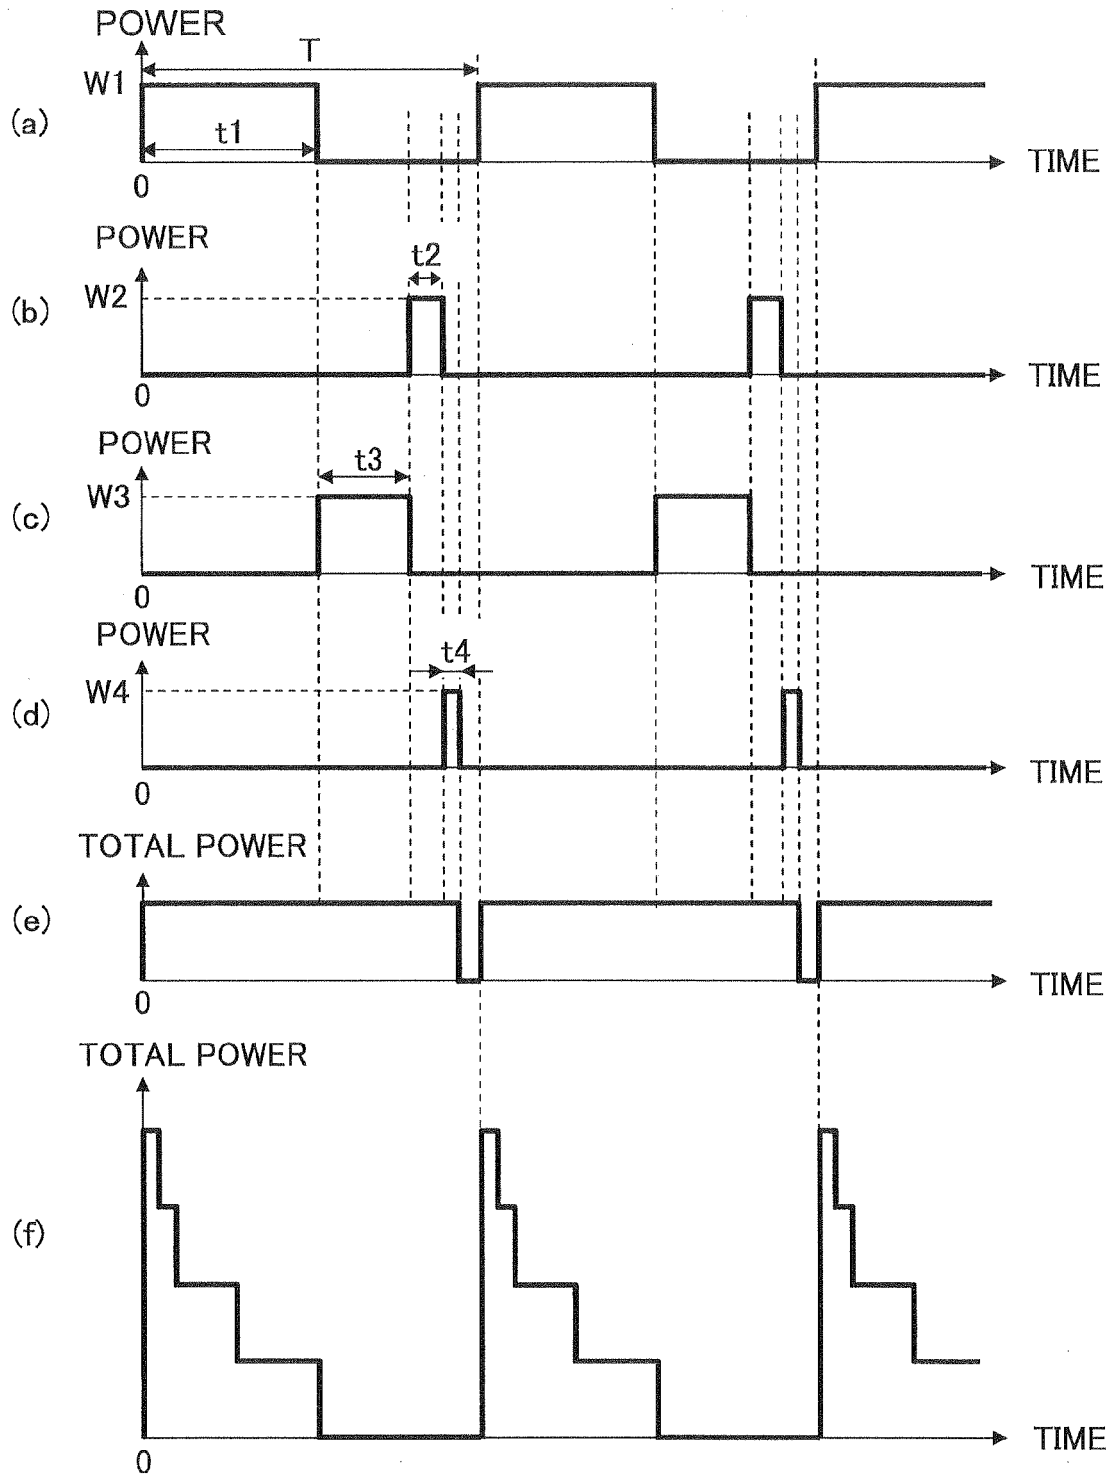 POWER
T
W1
(a)
t1
TIME
0
POWER
t2
W2
(b)
TIME
0
POWER
t3
W3
(c)
TIME
0
POWER
t4
W4
(d)
TIME
0
TOTAL POWER
(e)
TIME
0
TOTAL POWER
(f)
TIME
0